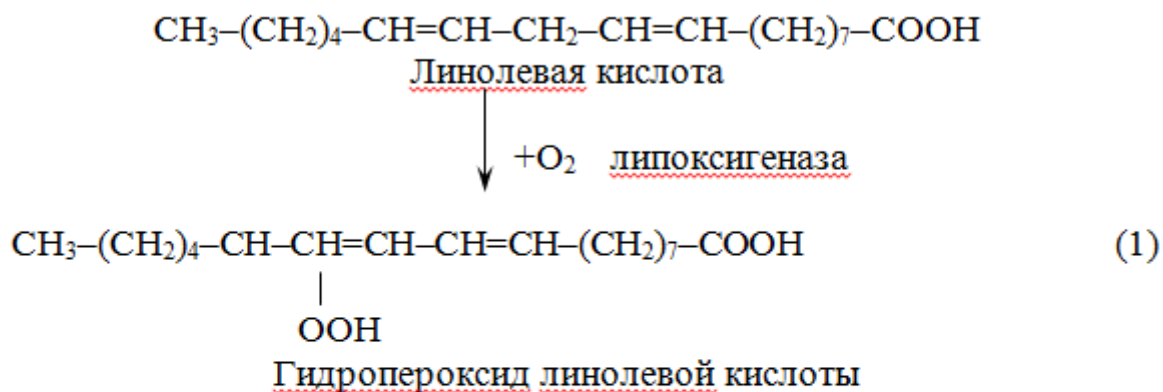 CH₃–(CH₂)₄–CH=CH–CH₂–CH=CH–(CH₂)₇–COOH
Линолевая кислота
+O₂ липоксигеназа
CH₃–(CH₂)₄–CH–CH=CH–CH=CH–(CH₂)₇–COOH (1)
|
OOH
Гидропероксид линолевой кислоты